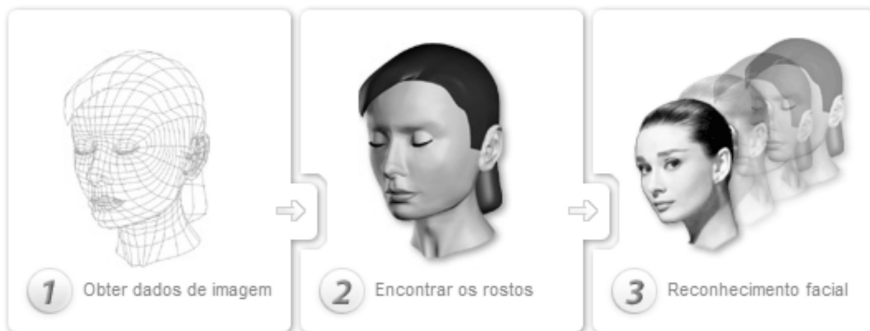 1 Obter dados de imagem
2 Encontrar os rostos
3 Reconhecimento facial